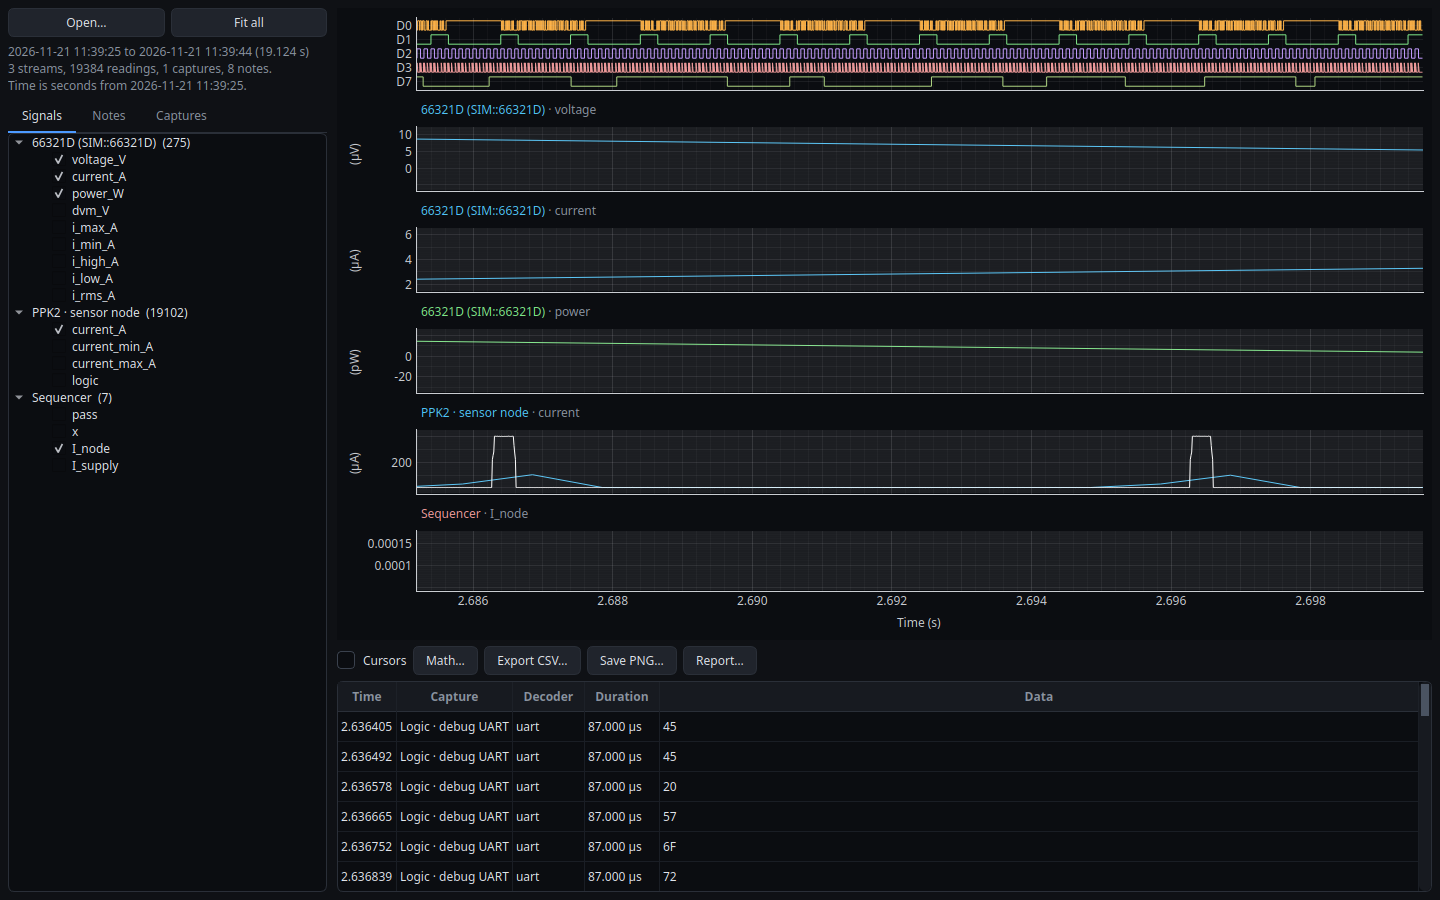 Open...
Fit all
2026-11-21 11:39:25 to 2026-11-21 11:39:44 (19.124 s)
3 streams, 19384 readings, 1 captures, 8 notes.
Time is seconds from 2026-11-21 11:39:25.
Signals
Notes
Captures
66321D (SIM::66321D) (275)
voltage_V
current_A
power_W
dvm_V
i_max_A
i_min_A
i_high_A
i_low_A
i_rms_A
PPK2 · sensor node (19102)
current_A
current_min_A
current_max_A
logic
Sequencer (7)
pass
x
I_node
I_supply
D0
D1
D2
D3
D7
66321D (SIM::66321D) · voltage
(µV)
10
5
0
66321D (SIM::66321D) · current
(µA)
6
4
2
66321D (SIM::66321D) · power
(pW)
0
-20
PPK2 · sensor node · current
(µA)
200
Sequencer · I_node
0.00015
0.0001
2.686 2.688 2.690 2.692 2.694 2.696 2.698
Time (s)
Cursors
Math...
Export CSV...
Save PNG...
Report...
Time Capture Decoder Duration Data
2.636405 Logic · debug UART uart 87.000 µs 45
2.636492 Logic · debug UART uart 87.000 µs 45
2.636578 Logic · debug UART uart 87.000 µs 20
2.636665 Logic · debug UART uart 87.000 µs 57
2.636752 Logic · debug UART uart 87.000 µs 6F
2.636839 Logic · debug UART uart 87.000 µs 72